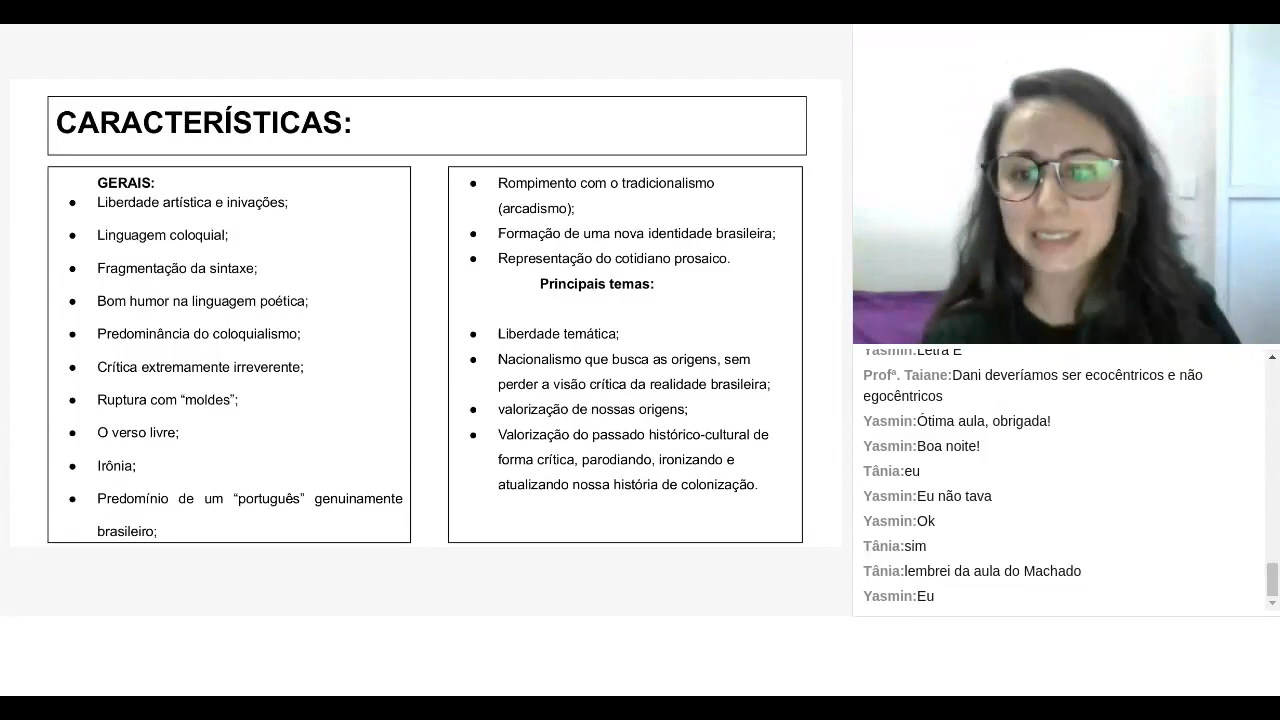 CARACTERÍSTICAS:
GERAIS:
● Liberdade artística e inivações;
● Linguagem coloquial;
● Fragmentação da sintaxe;
● Bom humor na linguagem poética;
● Predominância do coloquialismo;
● Crítica extremamente irreverente;
● Ruptura com “moldes”;
● O verso livre;
● Irônia;
● Predomínio de um “português” genuinamente
brasileiro;
● Rompimento com o tradicionalismo
(arcadismo);
● Formação de uma nova identidade brasileira;
● Representação do cotidiano prosaico.
Principais temas:
● Liberdade temática;
● Nacionalismo que busca as origens, sem
perder a visão crítica da realidade brasileira;
● valorização de nossas origens;
● Valorização do passado histórico-cultural de
forma crítica, parodiando, ironizando e
atualizando nossa história de colonização.
Yasmin:Letra E
Profª. Taiane:Dani deveríamos ser ecocêntricos e não
egocêntricos
Yasmin:Ótima aula, obrigada!
Yasmin:Boa noite!
Tânia:eu
Yasmin:Eu não tava
Yasmin:Ok
Tânia:sim
Tânia:lembrei da aula do Machado
Yasmin:Eu